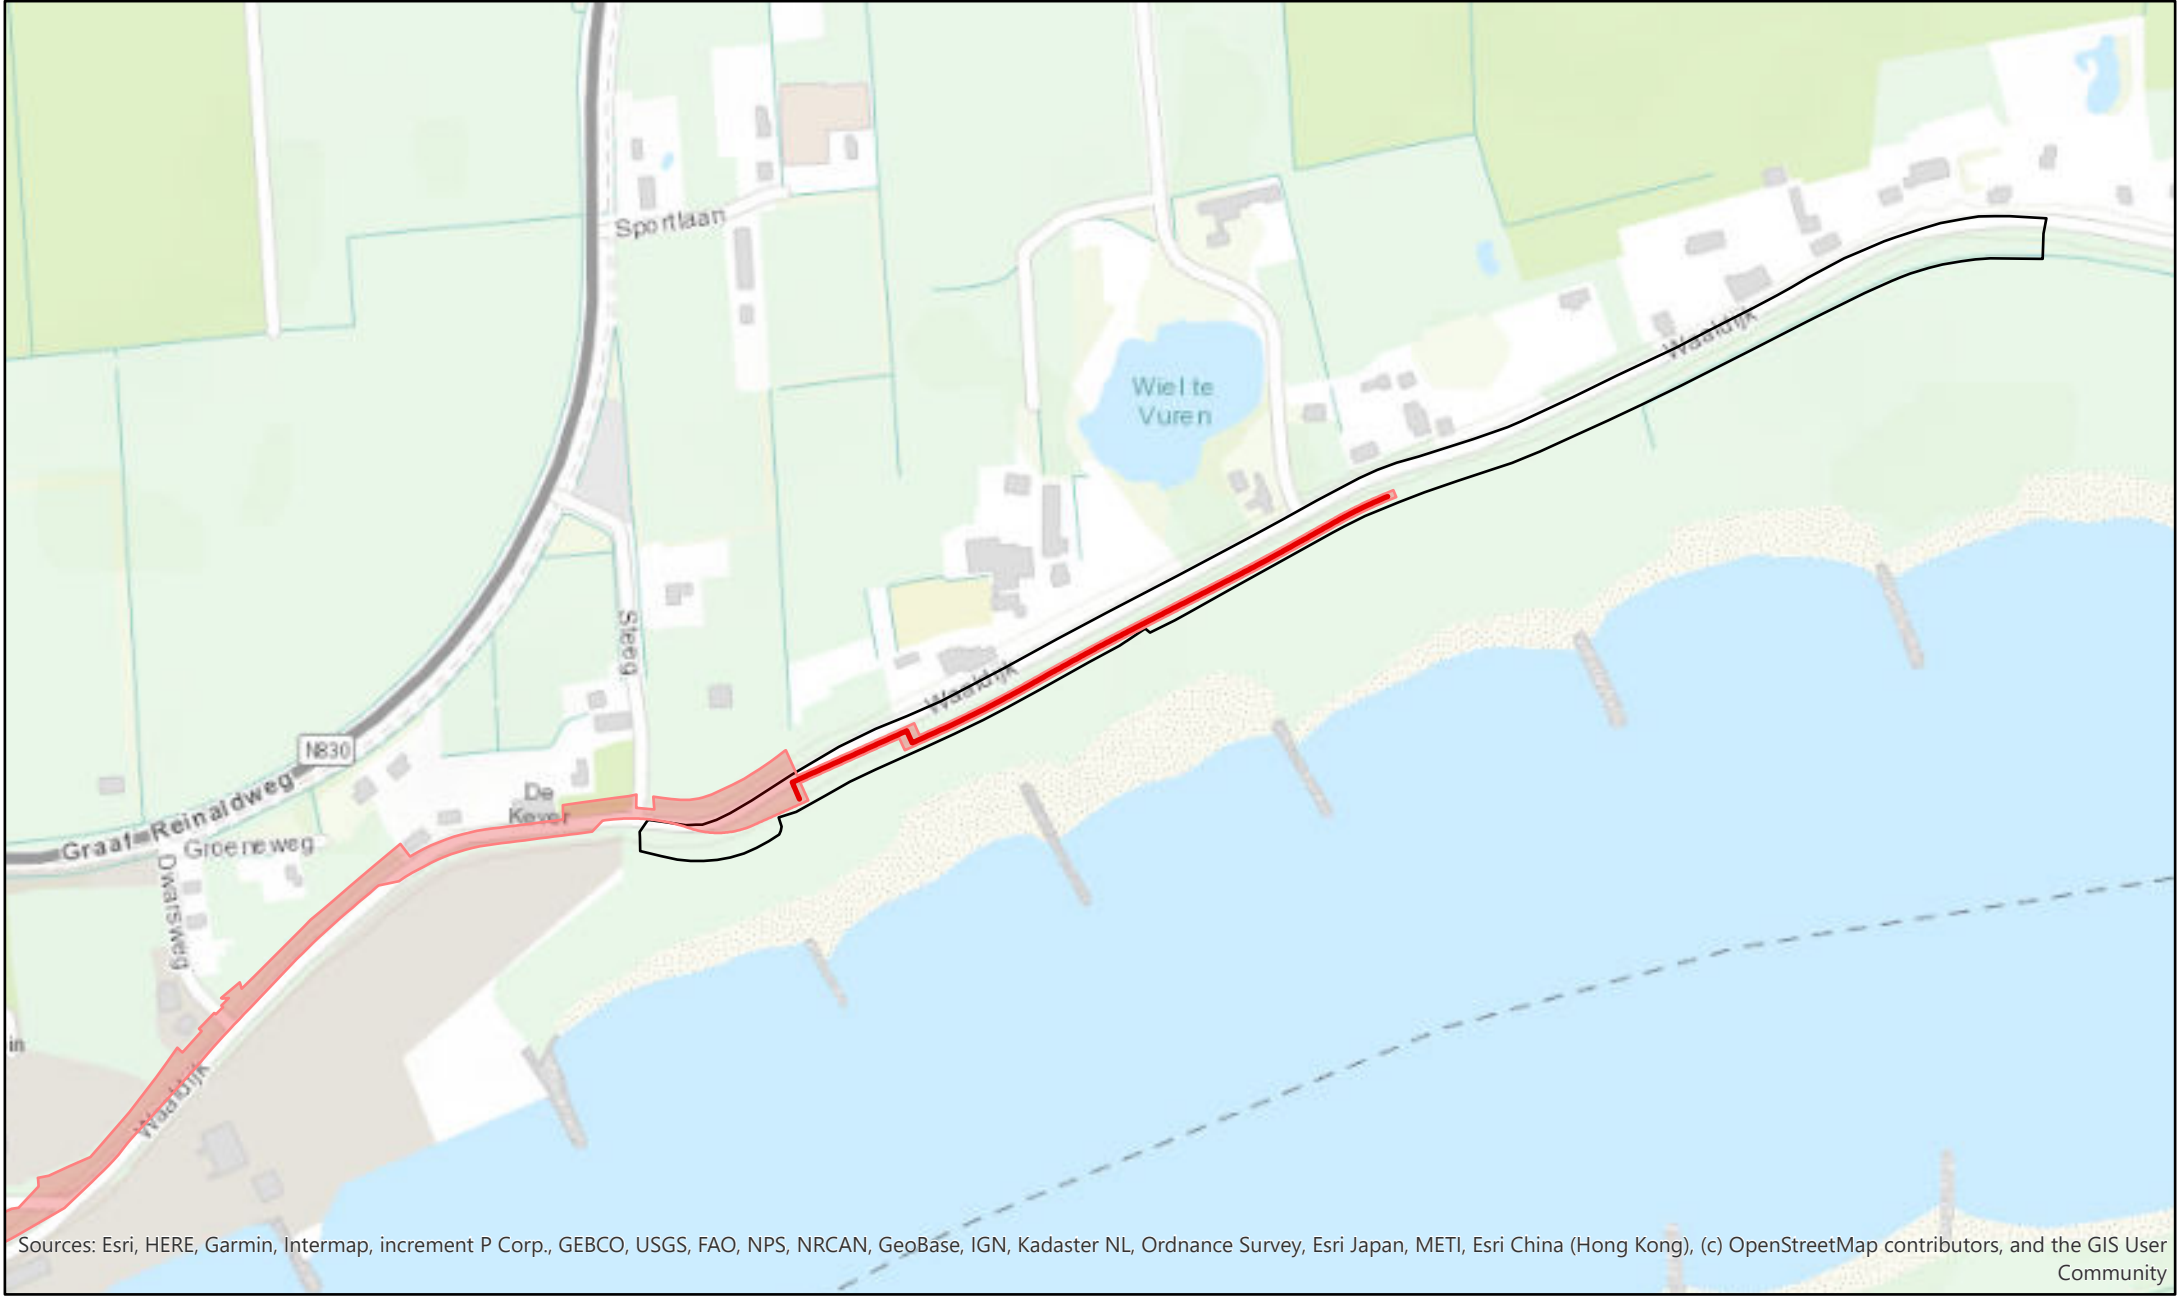 Sportlaan
Wiel te
Vuren
Waaldijk
Steeg
Waaldijk
N830
De
Kever
Graaf-Reinaldweg
Groeneweg
Dwarsweg
in
Waaldijk
Sources: Esri, HERE, Garmin, Intermap, increment P Corp., GEBCO, USGS, FAO, NPS, NRCAN, GeoBase, IGN, Kadaster NL, Ordnance Survey, Esri Japan, METI, Esri China (Hong Kong), (c) OpenStreetMap contributors, and the GIS User
Community